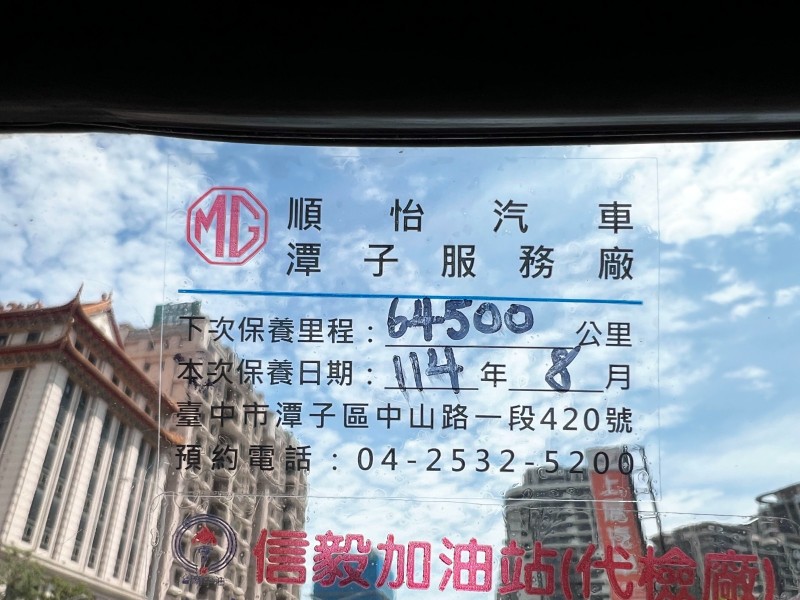 MG
順怡汽車
潭子服務廠
下次保養里程：64500公里
本次保養日期：114年8月
臺中市潭子區中山路一段420號
預約電話：04-2532-5200
信毅加油站(代檢廠)